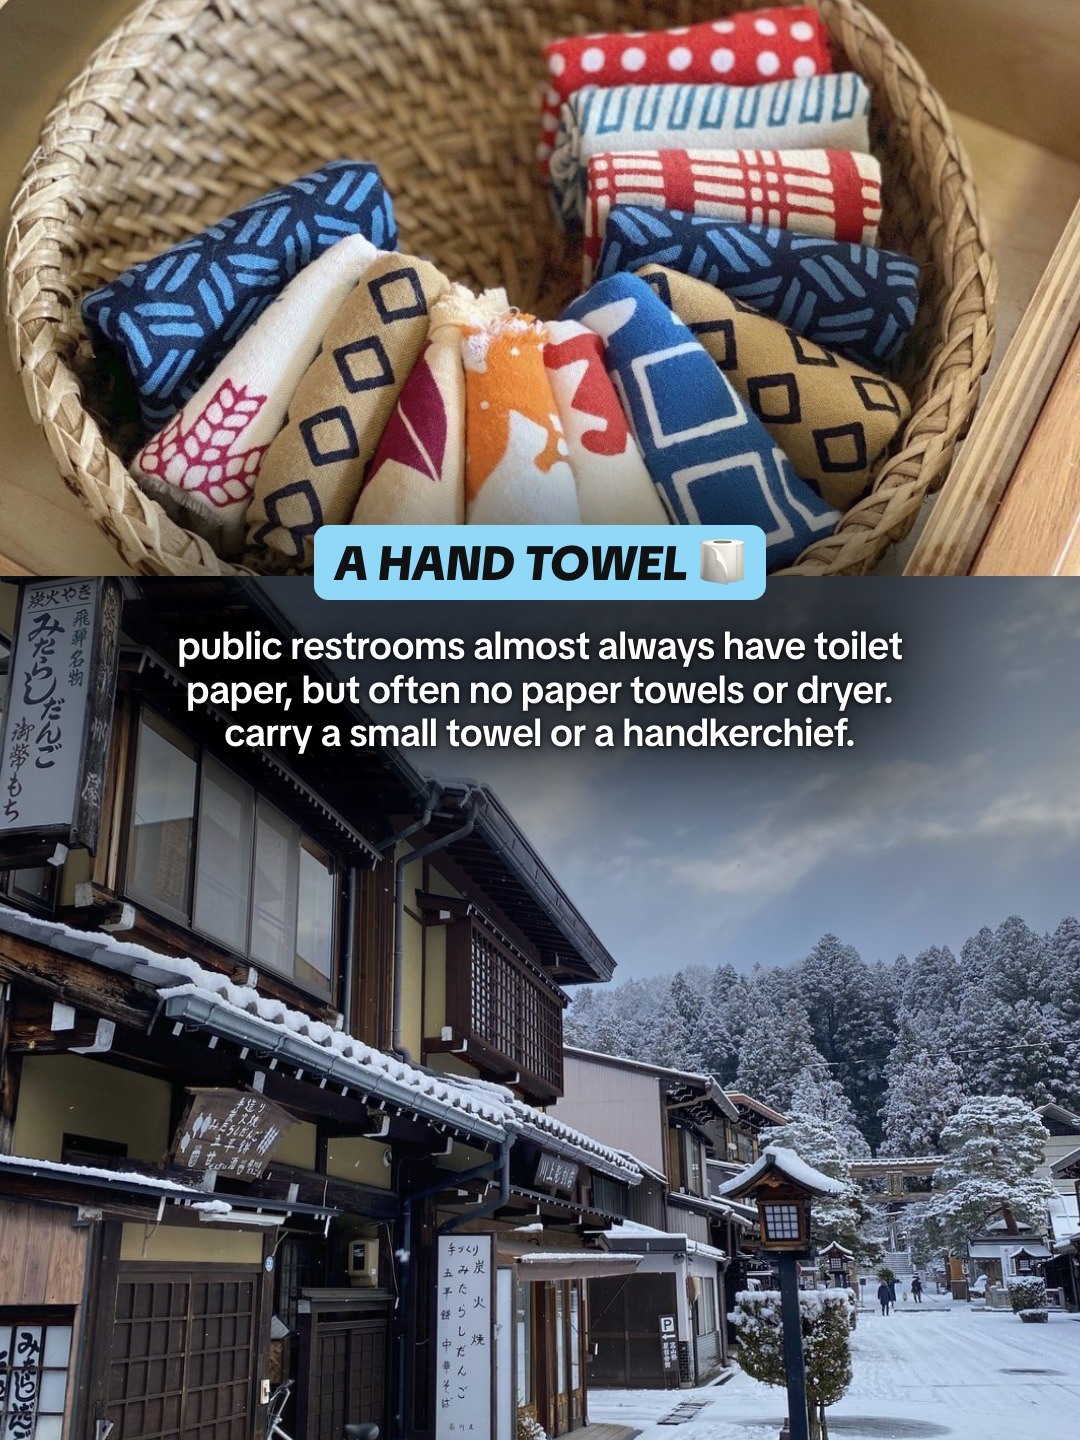 A HAND TOWEL
public restrooms almost always have toilet
paper, but often no paper towels or dryer.
carry a small towel or a handkerchief.
炭火やき
飛騨名物
みたらしだんご
御幣もち
手づくり
炭火焼
みたらしだんご
五平餅 中華そば
P